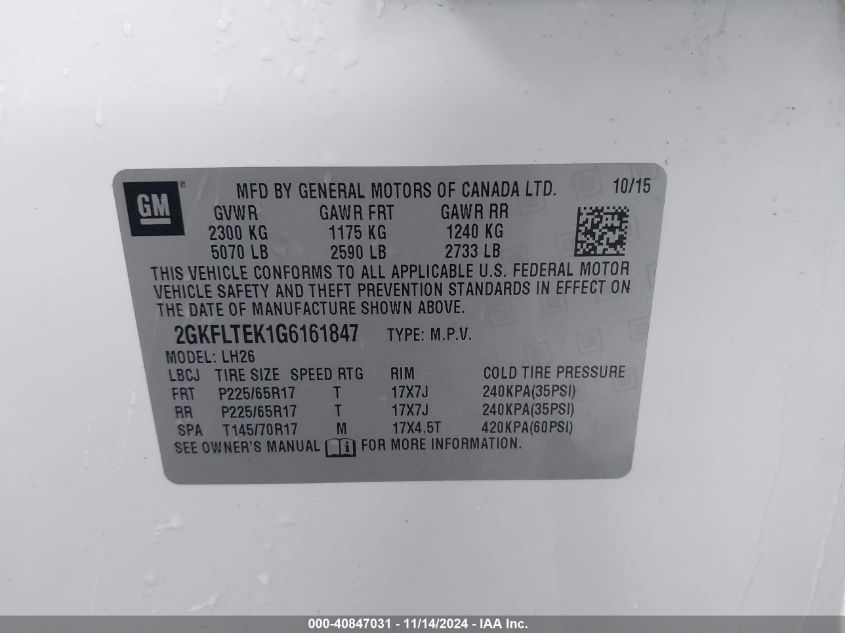 GM ® MFD BY GENERAL MOTORS OF CANADA LTD. 10/15
GVWR GAWR FRT GAWR RR
2300 KG 1175 KG 1240 KG
5070 LB 2590 LB 2733 LB
THIS VEHICLE CONFORMS TO ALL APPLICABLE U.S. FEDERAL MOTOR
VEHICLE SAFETY AND THEFT PREVENTION STANDARDS IN EFFECT ON
THE DATE OF MANUFACTURE SHOWN ABOVE.
2GKFLTEK1G6161847 TYPE: M.P.V.
MODEL: LH26
LBCJ TIRE SIZE SPEED RTG RIM COLD TIRE PRESSURE
FRT P225/65R17 T 17X7J 240KPA(35PSI)
RR P225/65R17 T 17X7J 240KPA(35PSI)
SPA T145/70R17 M 17X4.5T 420KPA(60PSI)
SEE OWNER'S MANUAL FOR MORE INFORMATION.
000-40847031 - 11/14/2024 - IAA Inc.